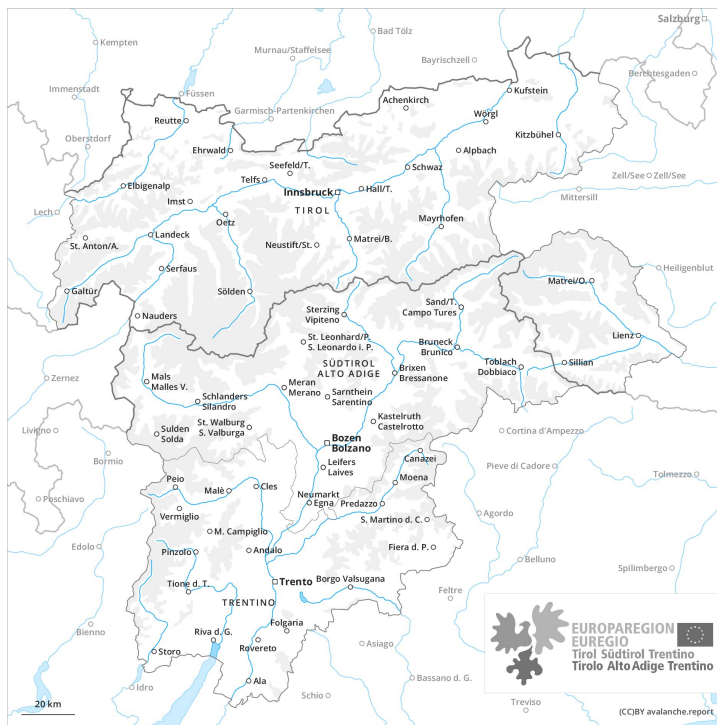 Salzburg
Kempten
Bad Tölz
Murnau/Staffelsee
Bayrischzell
Berchtesgaden
Immenstadt
Füssen
Achenkirch
Kufstein
Garmisch-Partenkirchen
Reutte
Wörgl
Oberstdorf
Kitzbühel
Ehrwald
Alpbach
Seefeld/T.
Schwaz
Telfs
Zell/See
Zell/See
Elbigenalp
Innsbruck
Hall/T.
Mittersill
Imst
TIROL
Lech
Oetz
Mayrhofen
Landeck
Matrei/B.
St. Anton/A.
Neustift/St.
Serfaus
Heiligenblut
Matrei/O.
Galtür
Sölden
Nauders
Sterzing
Vipiteno
Sand/T.
Campo Tures
St. Leonhard/P.
S. Leonardo i. P.
Lienz
Bruneck
Brunico
Toblach
Dobbiaco
Sillian
SÜDTIROL
ALTO ADIGE
Brixen
Bressanone
Zernez
Mals
Malles V.
Meran
Merano
Sarnthein
Sarentino
Schlanders
Silandro
Kastelruth
Castelrotto
St. Walburg
S. Valburga
Livigno
Sulden
Solda
Bozen
Bolzano
Cortina d'Ampezzo
Bormio
Canazei
Leifers
Laives
Pieve di Cadore
Tolmezzo
Peio
Malè
Cles
Moena
Poschiavo
Neumarkt
Egna
Predazzo
Vermiglio
Agordo
S. Martino d. C.
M. Campiglio
Edolo
Pinzolo
Andalo
Fiera d. P.
Belluno
Spilimbergo
Tione d. T.
Trento
Borgo Valsugana
Feltre
TRENTINO
Bienno
Folgaria
Riva d. G.
Rovereto
Asiago
Storo
Ala
Idro
Schio
Bassano d. G.
Treviso
EUROPAREGION
EUREGIO
Tirol Südtirol Trentino
Tirolo Alto Adige Trentino
20 km
(CC)BY avalanche.report